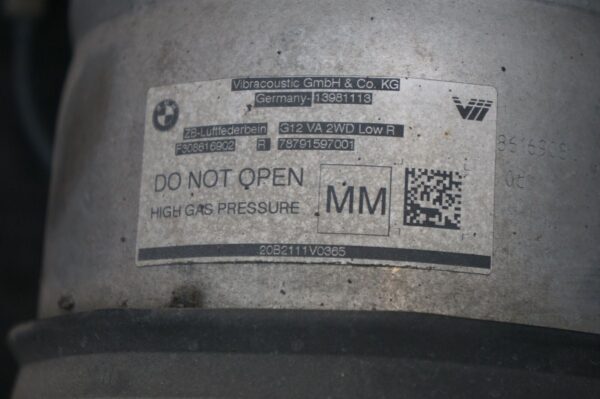 Vibracoustic GmbH & Co. KG
Germany- 13981113
ZB-Luftfederbein G12 VA 2WD Low R
F308616902 R 78791597001
DO NOT OPEN
HIGH GAS PRESSURE
MM
20B2111V0365